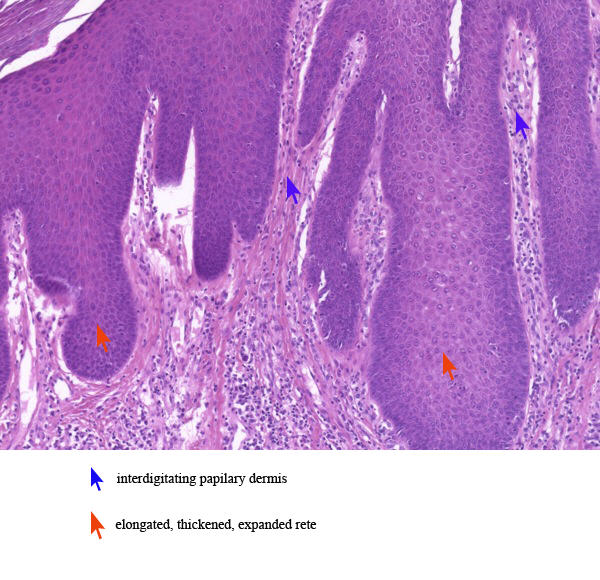 interdigitating papilary dermis
elongated, thickened, expanded rete